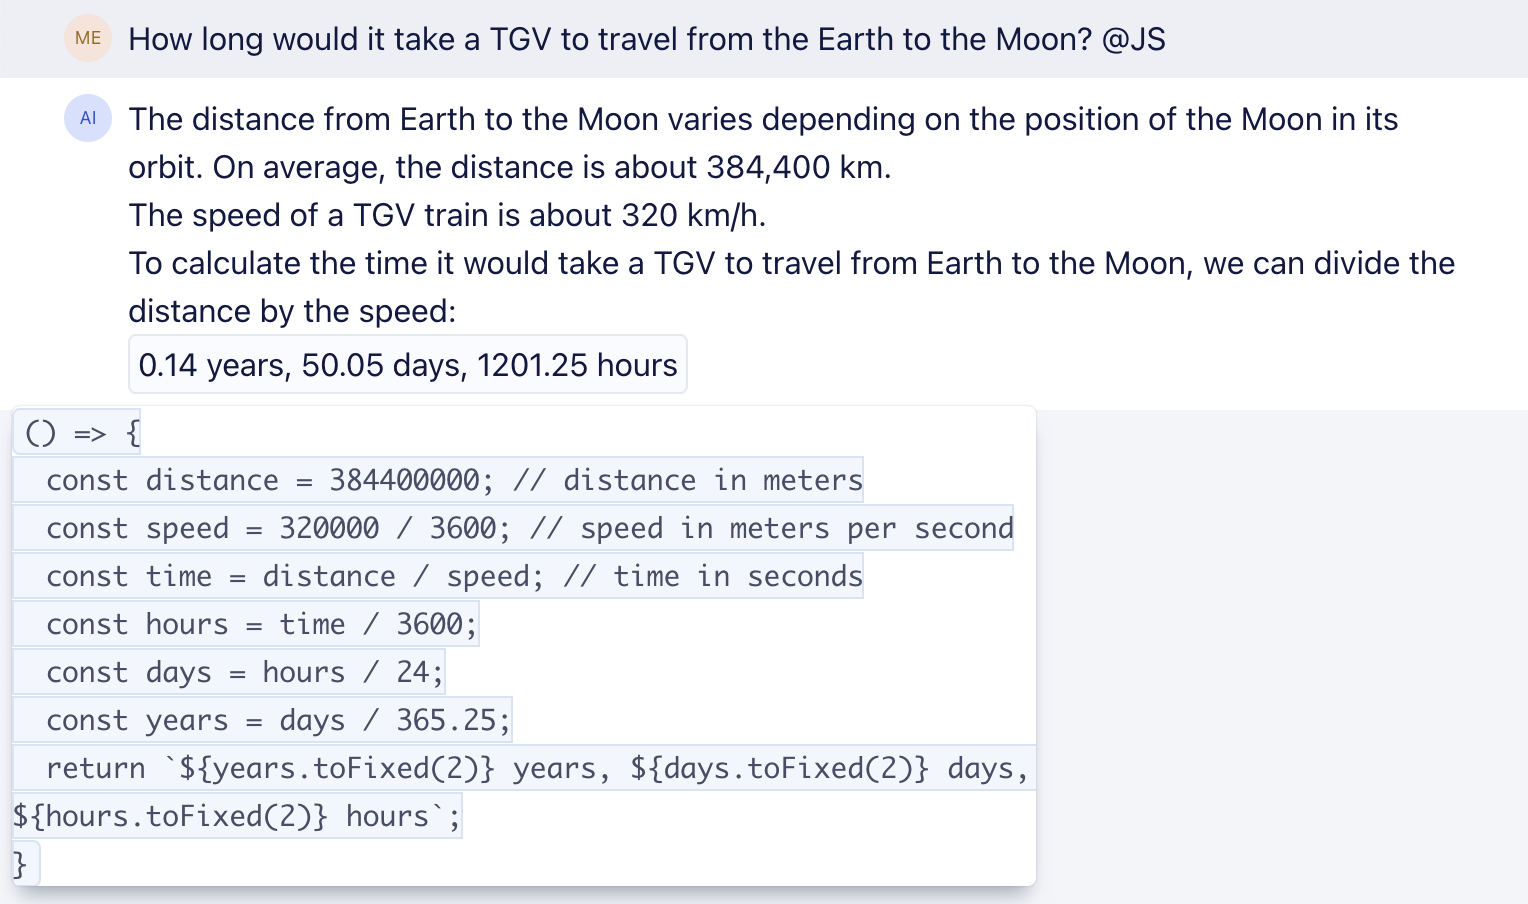 ME
How long would it take a TGV to travel from the Earth to the Moon? @JS
AI
The distance from Earth to the Moon varies depending on the position of the Moon in its
orbit. On average, the distance is about 384,400 km.
The speed of a TGV train is about 320 km/h.
To calculate the time it would take a TGV to travel from Earth to the Moon, we can divide the
distance by the speed:
0.14 years, 50.05 days, 1201.25 hours
() => {
  const distance = 384400000; // distance in meters
  const speed = 320000 / 3600; // speed in meters per second
  const time = distance / speed; // time in seconds
  const hours = time / 3600;
  const days = hours / 24;
  const years = days / 365.25;
  return `${years.toFixed(2)} years, ${days.toFixed(2)} days,
${hours.toFixed(2)} hours`;
}